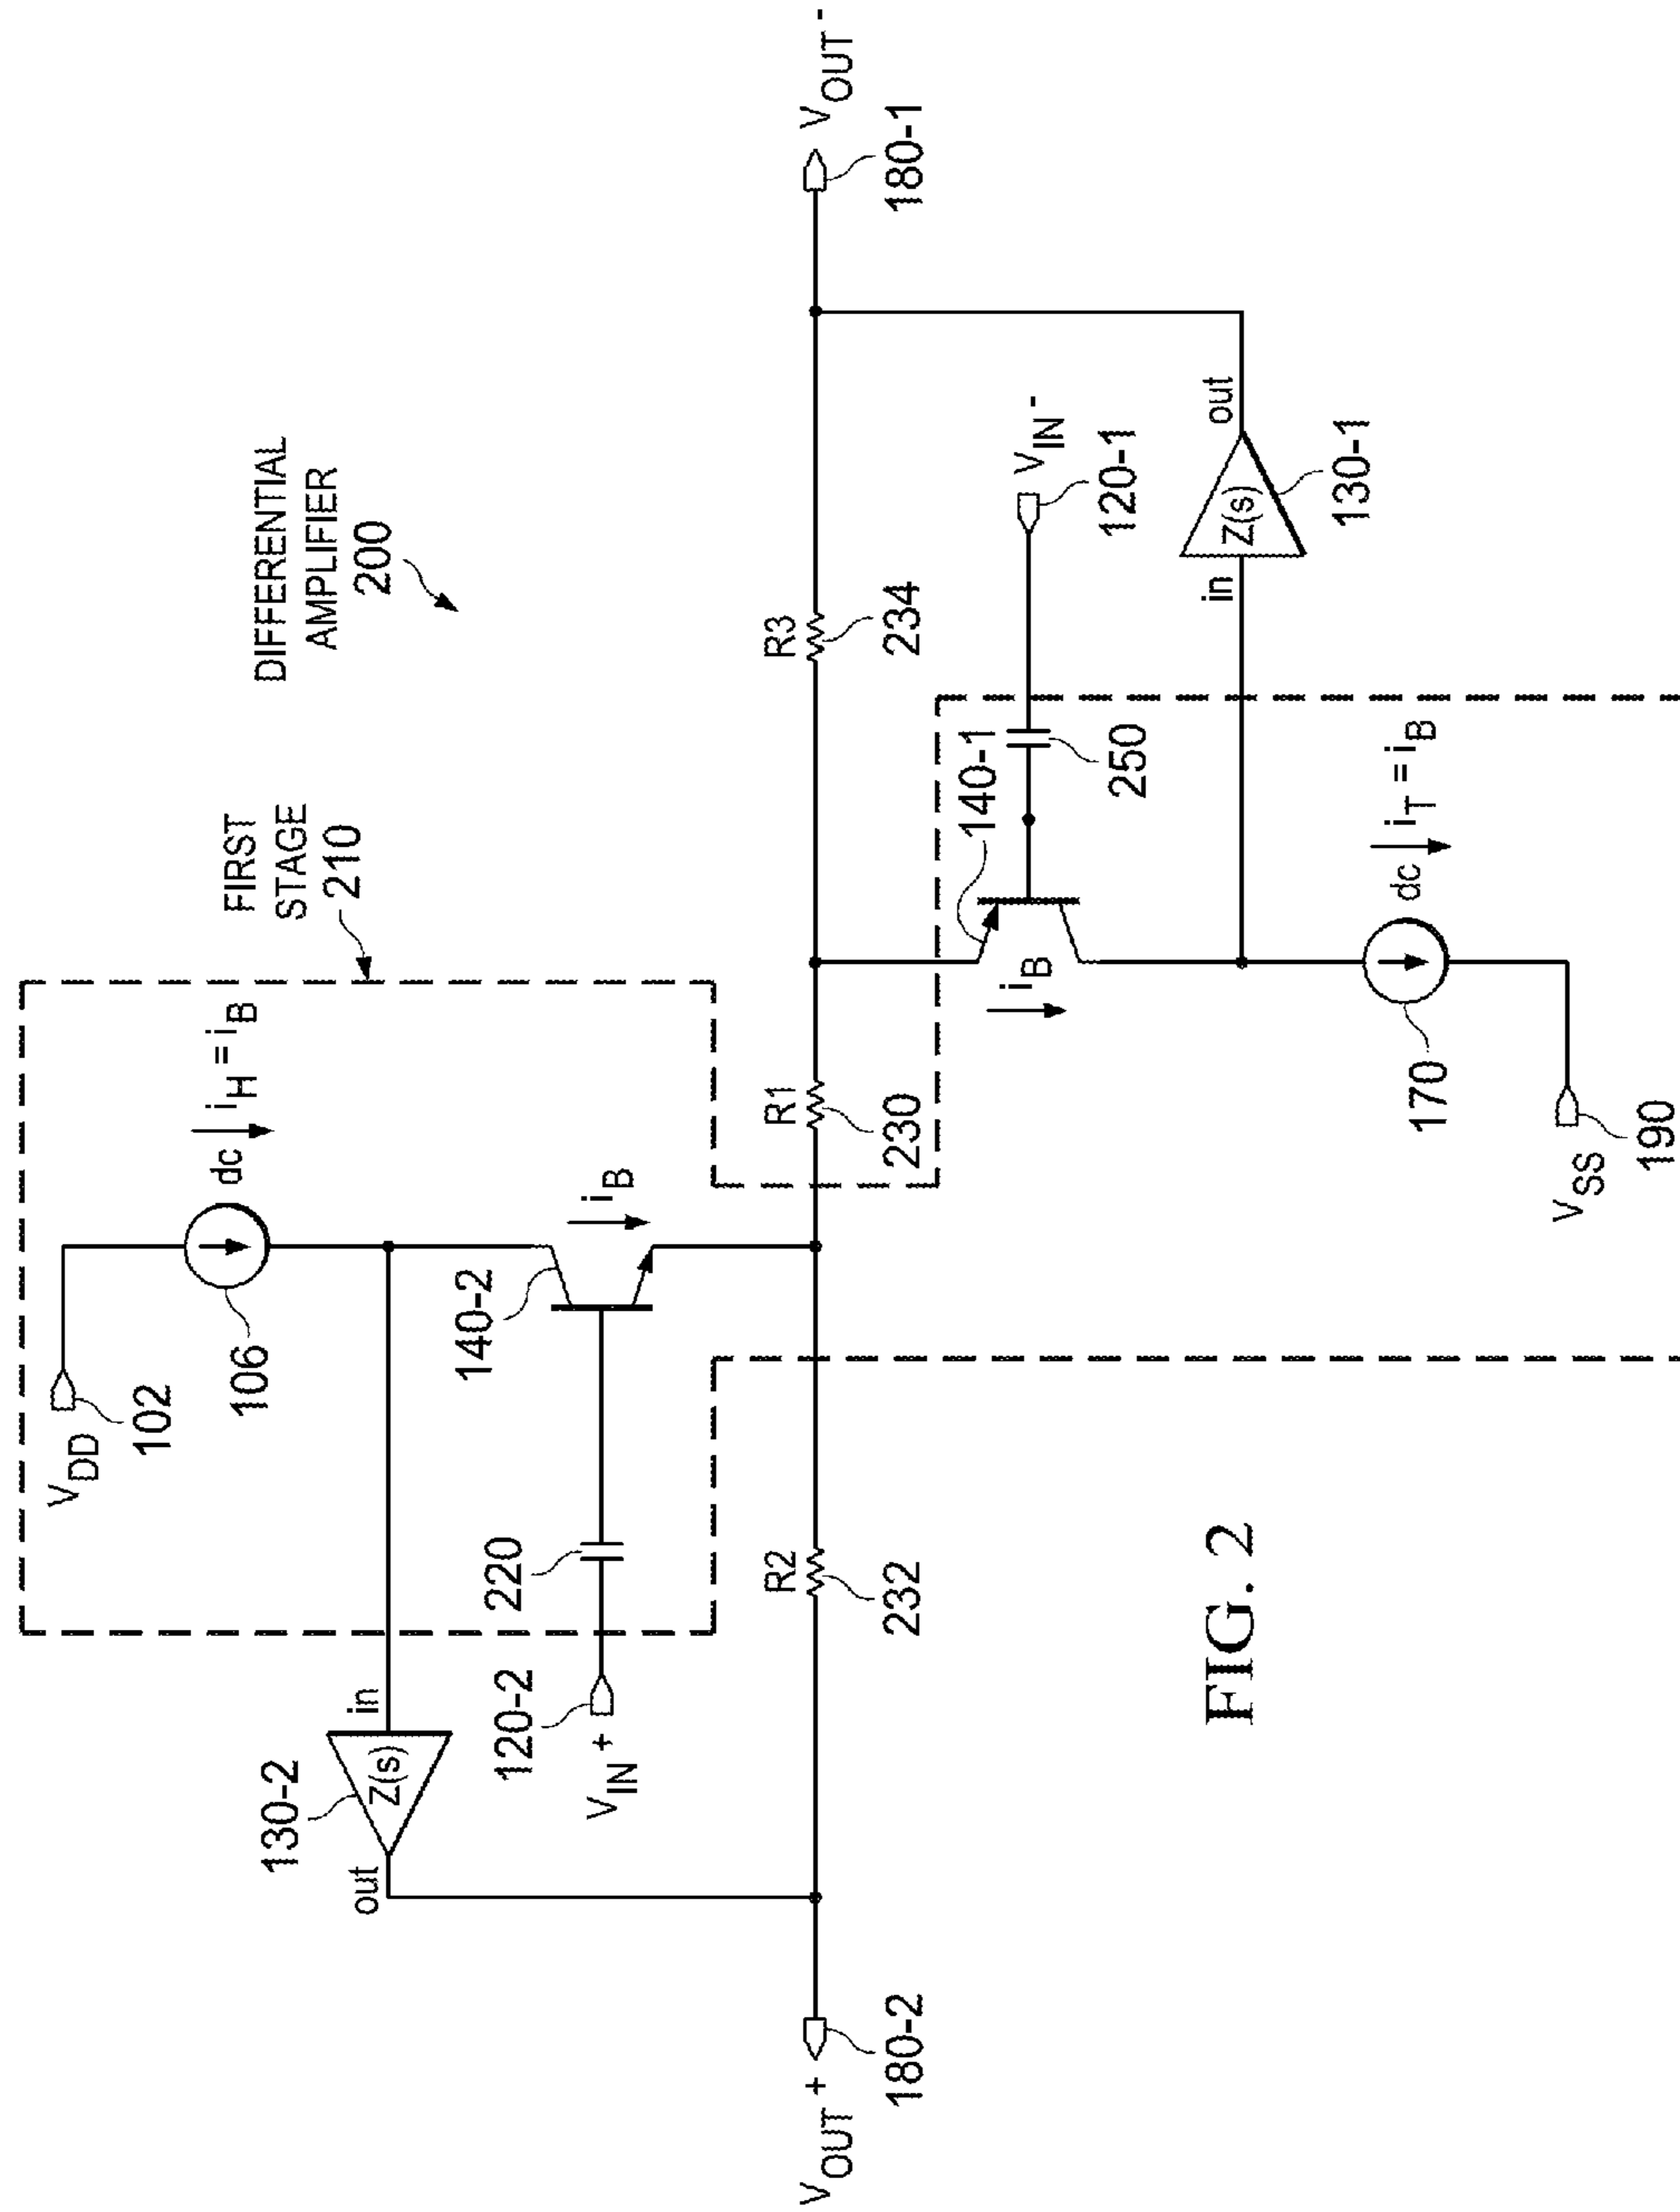 DIFFERENTIAL
AMPLIFIER
200
FIRST
STAGE
210
V_DD
102
106
dc
i_H = i_B
130-2
Z(s)
in
out
140-2
i_B
120-2
V_IN+
220
V_OUT+
180-2
R2
232
R1
230
R3
234
V_OUT-
180-1
140-1
i_B
250
V_IN-
120-1
in
Z(s)
out
130-1
170
dc
i_T = i_B
V_SS
190
FIG. 2